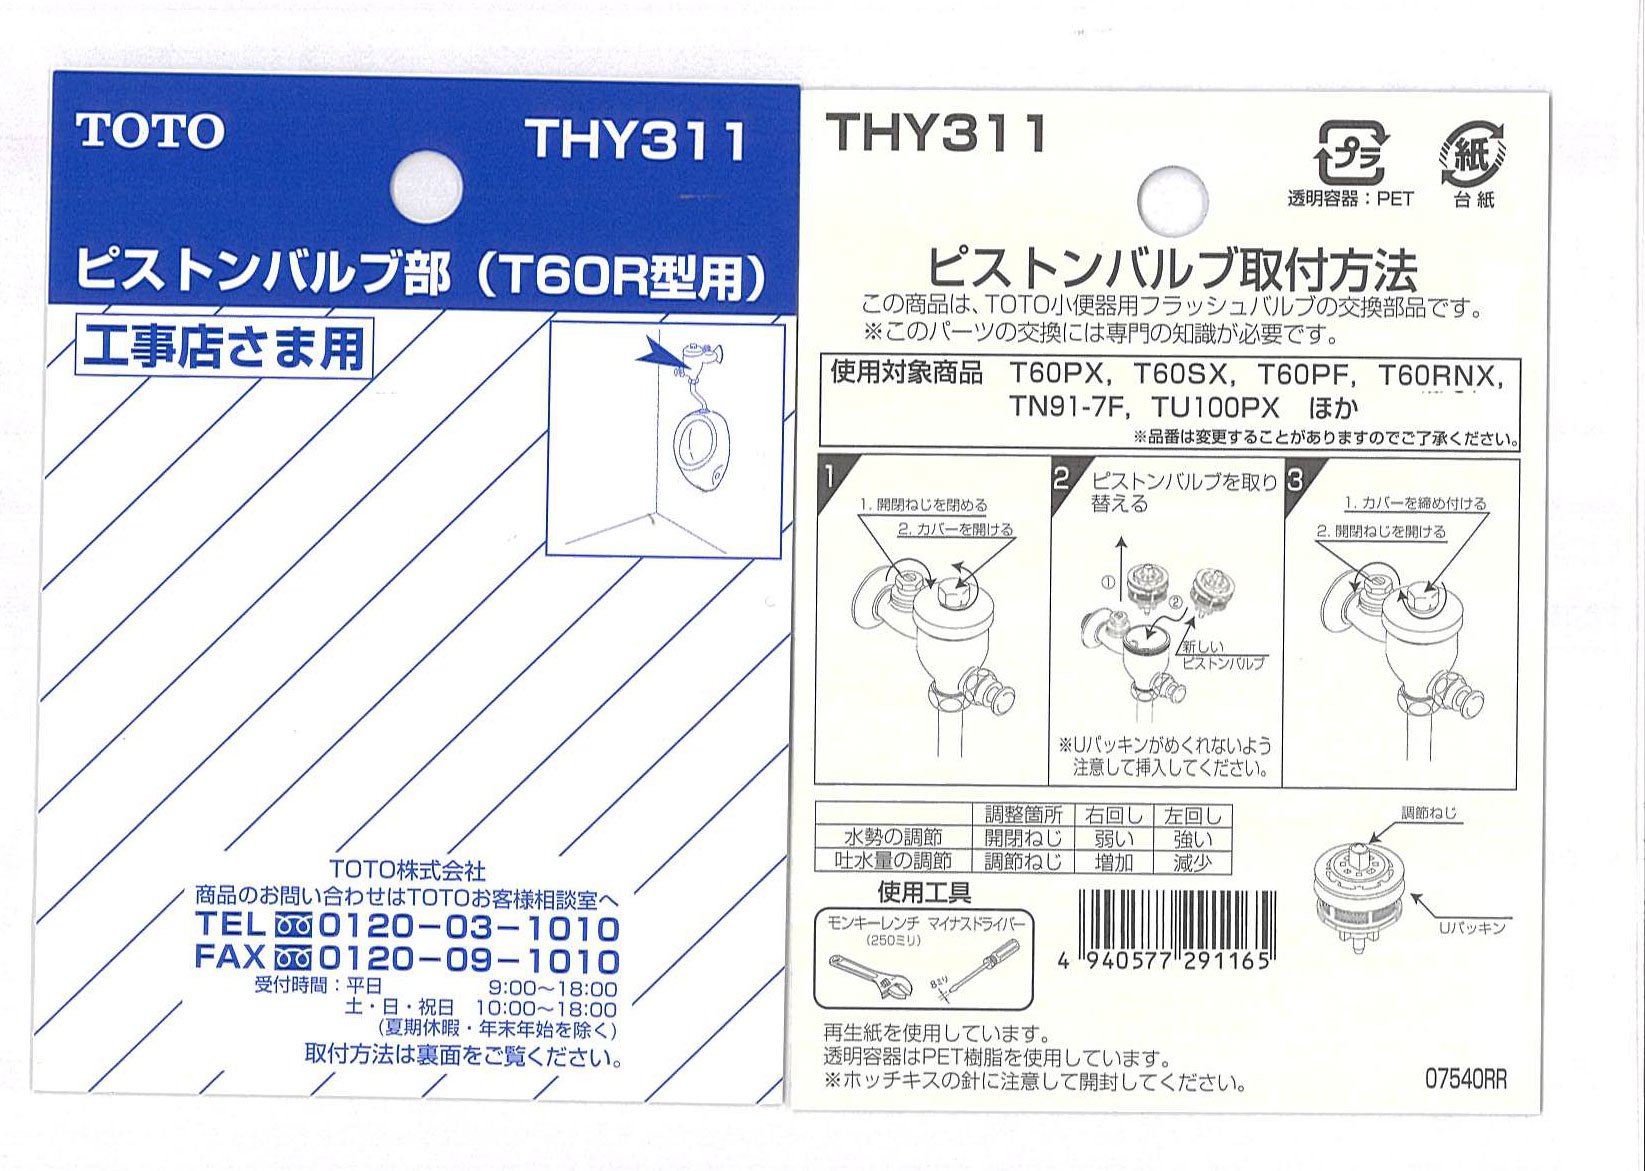 TOTO
THY311
ピストンバルブ部（T60R型用）
工事店さま用
TOTO株式会社
商品のお問い合わせはTOTOお客様相談室へ
TEL 0120－03－1010
FAX 0120－09－1010
受付時間：平日 9:00～18:00
土・日・祝日 10:00～18:00
（夏期休暇・年末年始を除く）
取付方法は裏面をご覧ください。
THY311
プラ
透明容器：PET
紙
台紙
ピストンバルブ取付方法
この商品は、TOTO小便器用フラッシュバルブの交換部品です。
※このパーツの交換には専門の知識が必要です。
使用対象商品 T60PX，T60SX，T60PF，T60RNX，
TN91-7F，TU100PX ほか
※品番は変更することがありますのでご了承ください。
1
1. 開閉ねじを閉める
2. カバーを開ける
2 ピストンバルブを取り
替える
①
②
新しい
ピストンバルブ
※Uパッキンがめくれないよう
注意して挿入してください。
3
1. カバーを締め付ける
2. 開閉ねじを開ける
調整箇所 右回し 左回し
水勢の調節 開閉ねじ 弱い 強い
吐水量の調節 調節ねじ 増加 減少
調節ねじ
Uパッキン
使用工具
モンキーレンチ マイナスドライバー
（250ミリ）
8ミリ
4 940577 291165
再生紙を使用しています。
透明容器はPET樹脂を使用しています。
※ホッチキスの針に注意して開封してください。
07540RR